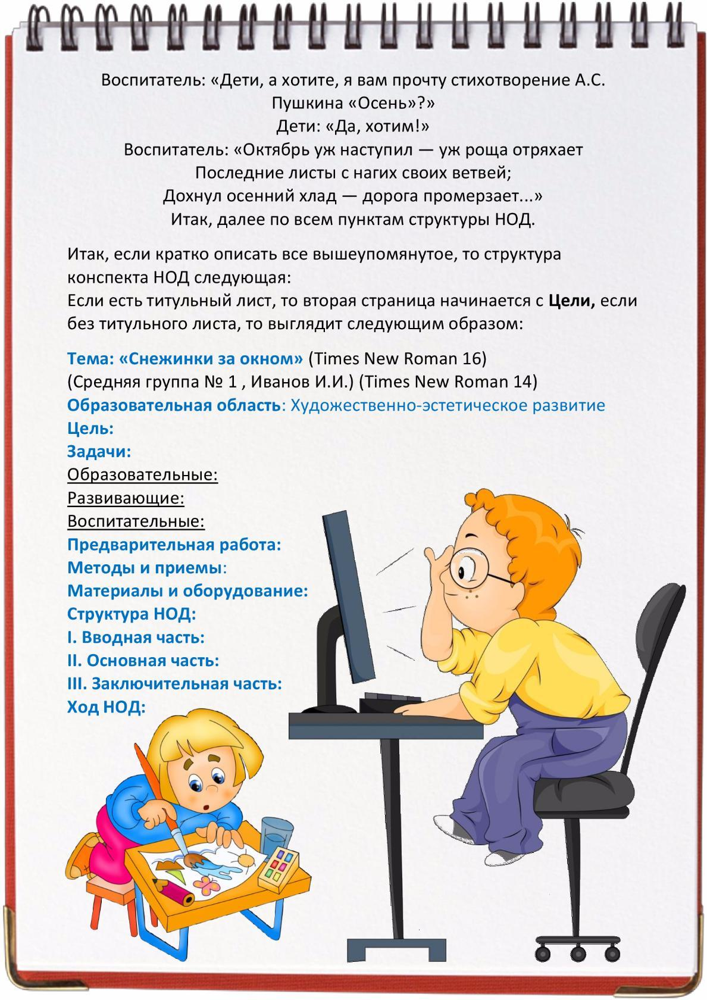 Воспитатель: «Дети, а хотите, я вам прочту стихотворение А.С.
Пушкина «Осень»?»
Дети: «Да, хотим!»
Воспитатель: «Октябрь уж наступил — уж роща отряхает
Последние листы с нагих своих ветвей;
Дохнул осенний хлад — дорога промерзает...»
Итак, далее по всем пунктам структуры НОД.
Итак, если кратко описать все вышеупомянутое, то структура
конспекта НОД следующая:
Если есть титульный лист, то вторая страница начинается с Цели, если
без титульного листа, то выглядит следующим образом:
Тема: «Снежинки за окном» (Times New Roman 16)
(Средняя группа № 1 , Иванов И.И.) (Times New Roman 14)
Образовательная область: Художественно-эстетическое развитие
Цель:
Задачи:
Образовательные:
Развивающие:
Воспитательные:
Предварительная работа:
Методы и приемы:
Материалы и оборудование:
Структура НОД:
I. Вводная часть:
II. Основная часть:
III. Заключительная часть:
Ход НОД: